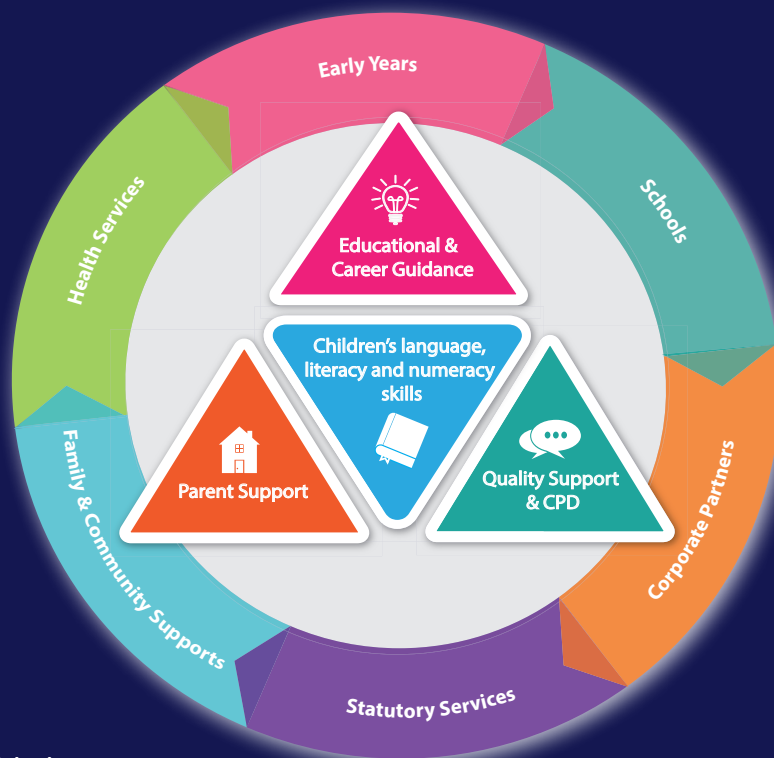 Early Years
Schools
Health Services
Educational &
Career Guidance
Children's language,
literacy and numeracy
skills
Parent Support
Quality Support
& CPD
Family & Community Supports
Corporate Partners
Statutory Services